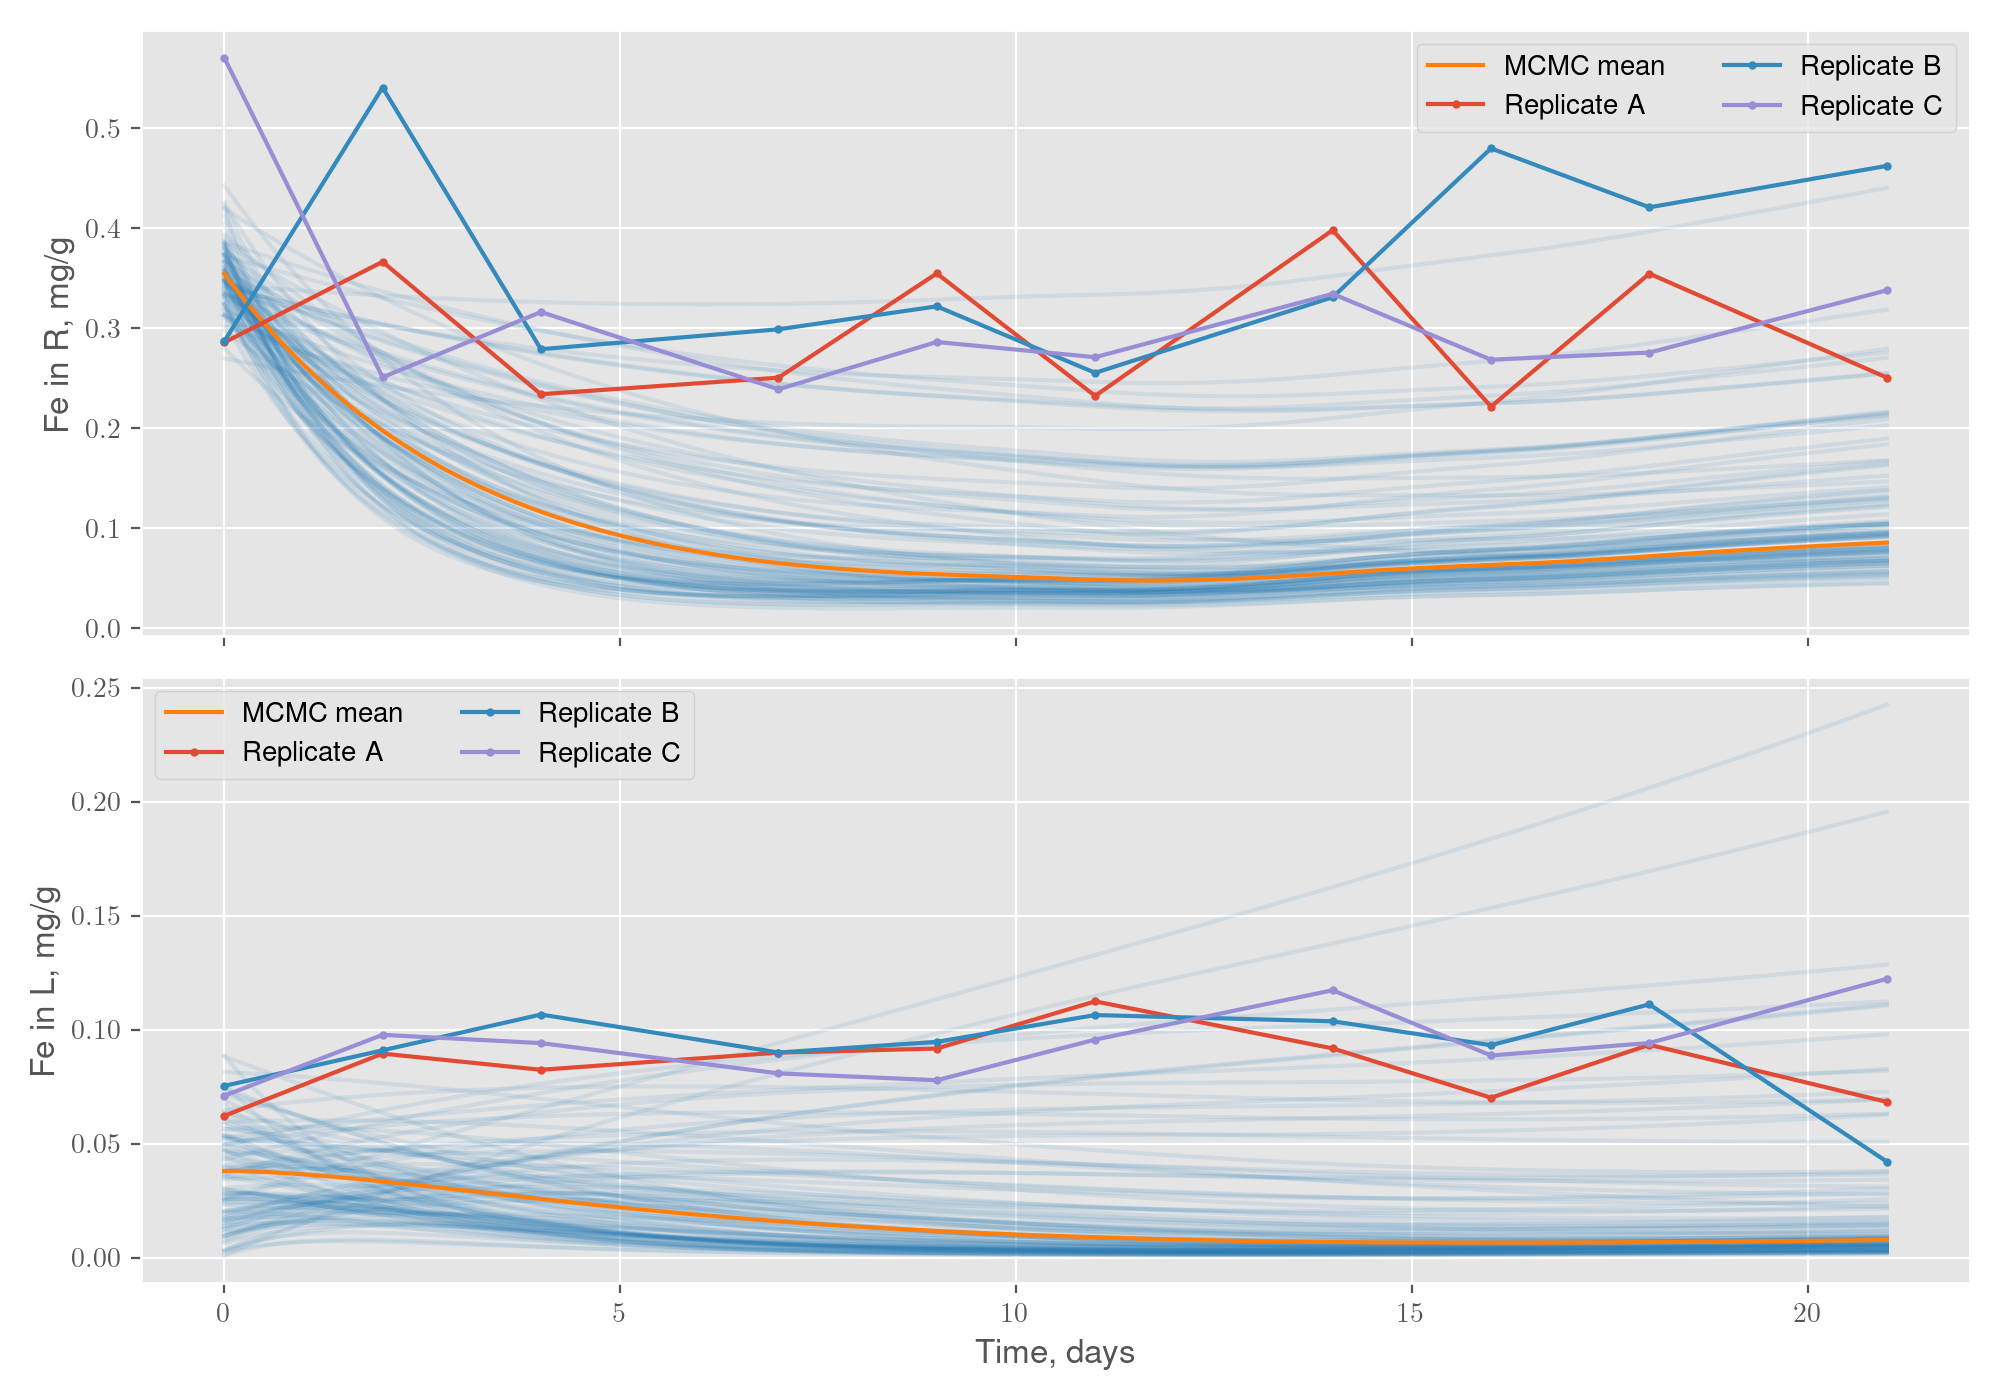 MCMC mean
Replicate A
Replicate B
Replicate C
0.5
0.4
0.3
0.2
0.1
0.0
Fe in R, mg/g
MCMC mean
Replicate A
Replicate B
Replicate C
0.25
0.20
0.15
0.10
0.05
0.00
Fe in L, mg/g
0 5 10 15 20
Time, days